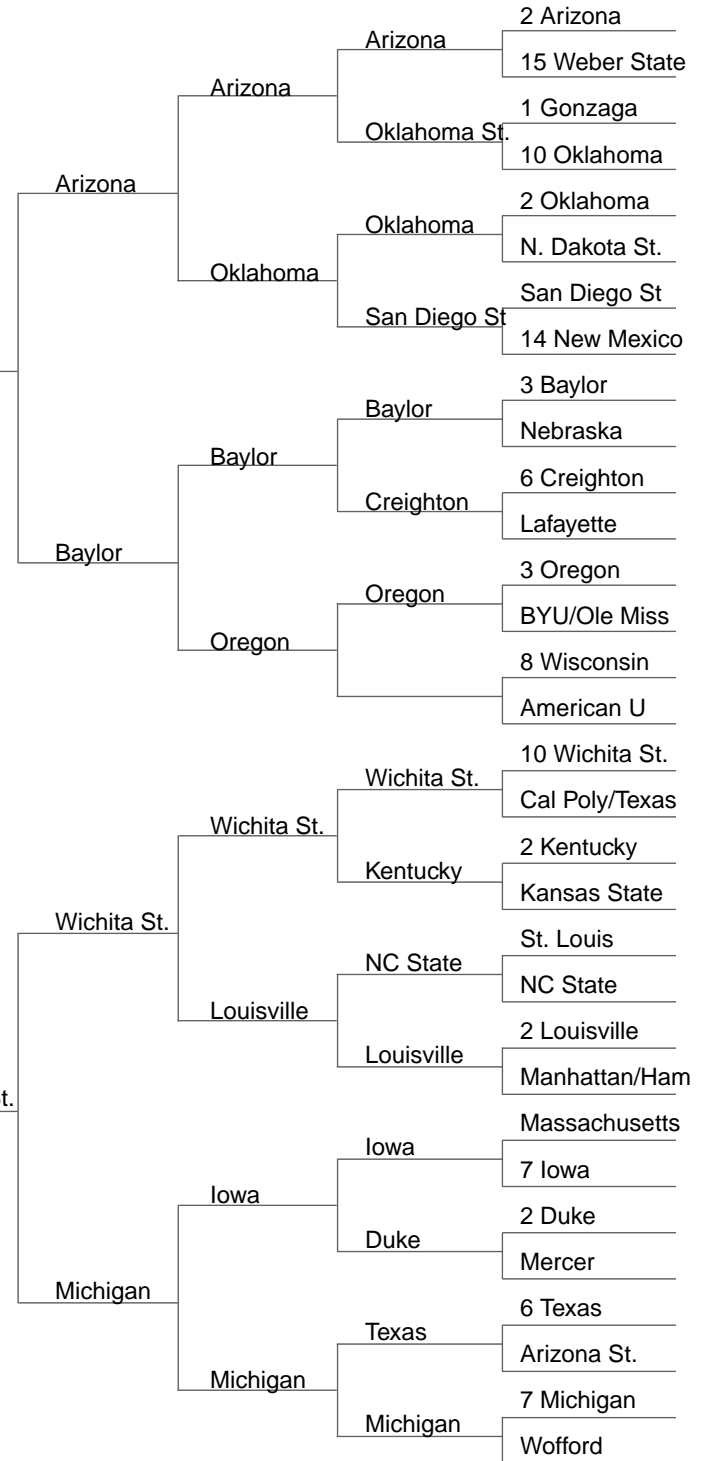 2 Arizona
Arizona
15 Weber State
Arizona
1 Gonzaga
Oklahoma St.
10 Oklahoma
Arizona
2 Oklahoma
Oklahoma
N. Dakota St.
Oklahoma
San Diego St
San Diego St
14 New Mexico
3 Baylor
Baylor
Nebraska
Baylor
6 Creighton
Creighton
Lafayette
Baylor
3 Oregon
Oregon
BYU/Ole Miss
Oregon
8 Wisconsin
American U
10 Wichita St.
Wichita St.
Cal Poly/Texas
Wichita St.
2 Kentucky
Kentucky
Kansas State
Wichita St.
St. Louis
NC State
NC State
Louisville
2 Louisville
Louisville
Manhattan/Ham
t.
Massachusetts
Iowa
7 Iowa
Iowa
2 Duke
Duke
Mercer
Michigan
6 Texas
Texas
Arizona St.
Michigan
7 Michigan
Michigan
Wofford